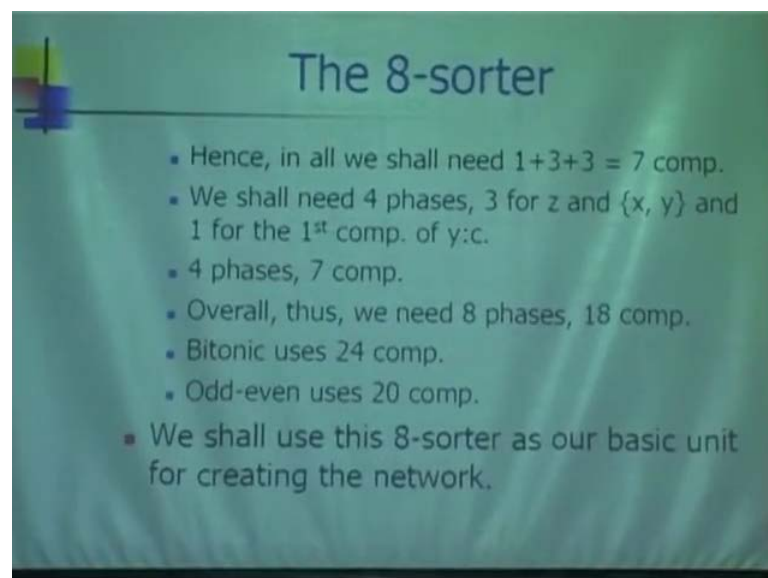 The 8-sorter
Hence, in all we shall need 1+3+3 = 7 comp.
We shall need 4 phases, 3 for z and {x, y} and
1 for the 1st comp. of y:c.
4 phases, 7 comp.
Overall, thus, we need 8 phases, 18 comp.
Bitonic uses 24 comp.
Odd-even uses 20 comp.
We shall use this 8-sorter as our basic unit
for creating the network.